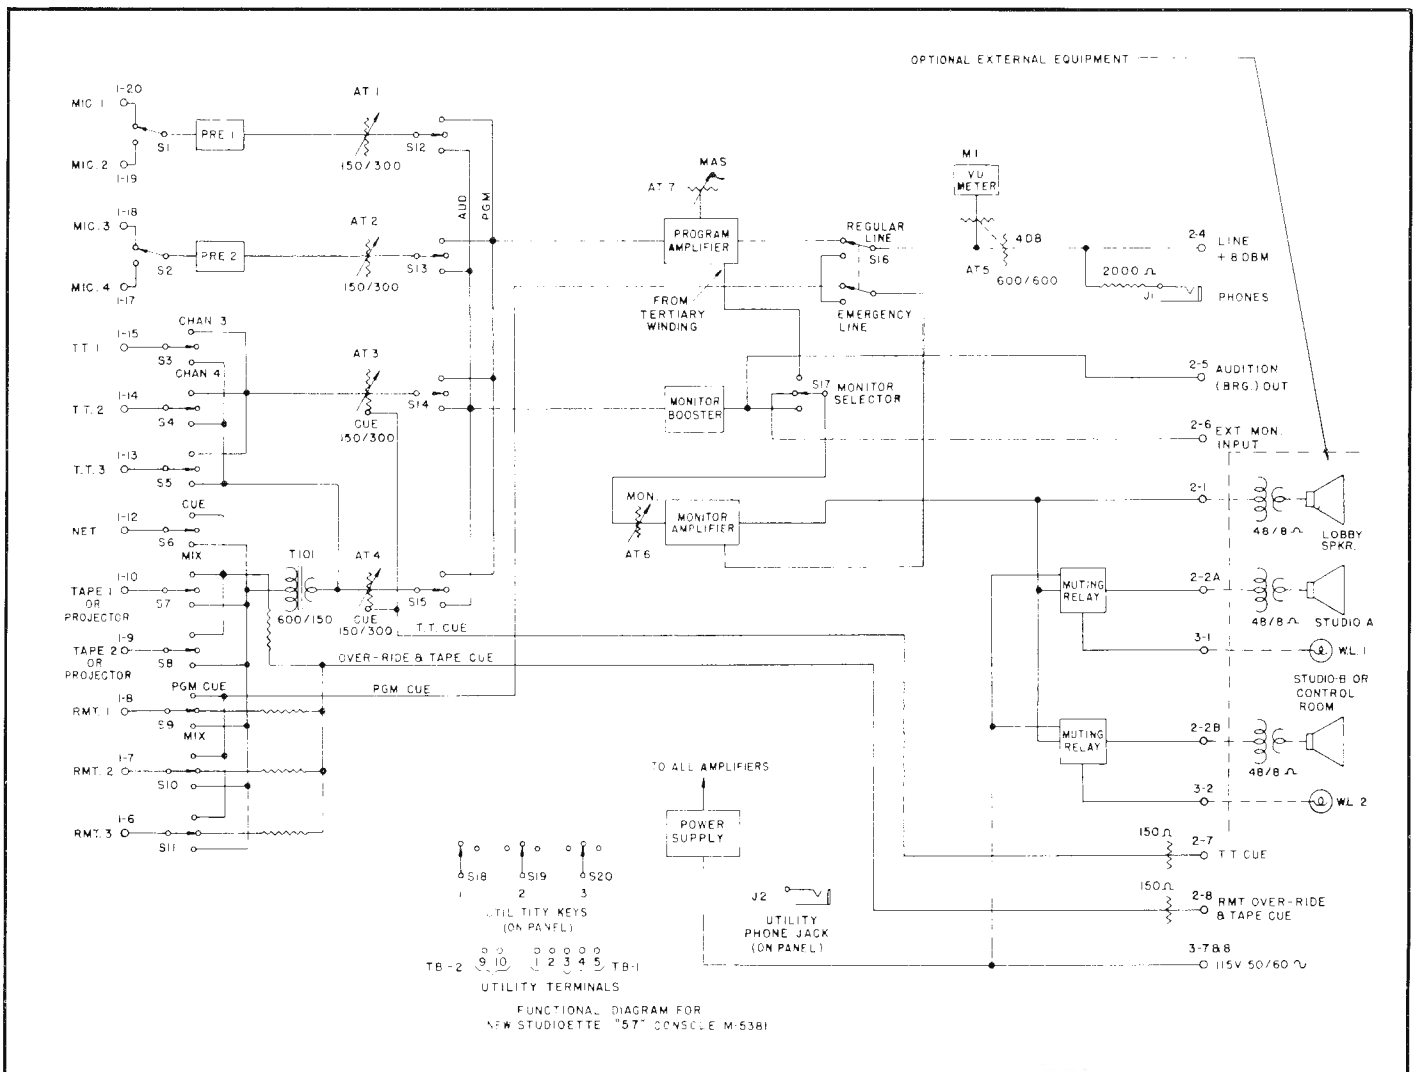 OPTIONAL EXTERNAL EQUIPMENT
1-20
MIC. 1
MIC. 2
1-19
S1
PRE 1
AT 1
150/300
S12
1-18
MIC. 3
MIC. 4
1-17
S2
PRE 2
AT 2
150/300
S13
AUD
PGM
MAS
AT 7
PROGRAM
AMPLIFIER
FROM
TERTIARY
WINDING
REGULAR
LINE
S16
EMERGENCY
LINE
M1
VU
METER
4DB
AT5
600/600
2000 Ω
J1
2-4
LINE
+8 DBM
PHONES
CHAN 3
1-15
T.T. 1
S3
CHAN 4
1-14
T.T. 2
S4
1-13
T.T. 3
S5
AT 3
CUE
150/300
S14
MONITOR
BOOSTER
S17
MONITOR
SELECTOR
2-5
AUDITION
(BRG.) OUT
2-6
EXT MON.
INPUT
CUE
1-12
NET
S6
MIX
1-10
TAPE 1
OR
PROJECTOR
S7
1-9
TAPE 2
OR
PROJECTOR
S8
T101
600/150
AT 4
CUE
150/300
S15
T.T. CUE
OVER-RIDE & TAPE CUE
PGM CUE
PGM CUE
1-8
RMT. 1
S9
MIX
1-7
RMT. 2
S10
1-6
RMT. 3
S11
MON.
AT 6
MONITOR
AMPLIFIER
2-1
48/8 Ω
LOBBY
SPKR.
MUTING
RELAY
2-2A
48/8 Ω
STUDIO A
3-1
W.L. 1
STUDIO-B OR
CONTROL
ROOM
MUTING
RELAY
2-2B
48/8 Ω
3-2
W.L. 2
TO ALL AMPLIFIERS
POWER
SUPPLY
150 Ω
2-7
T T CUE
150 Ω
2-8
RMT OVER-RIDE
& TAPE CUE
3-7 & 8
115V 50/60 ∿
S18 S19 S20
1 2 3
UTILITY KEYS
(ON PANEL)
J2
UTILITY
PHONE JACK
(ON PANEL)
TB-2 9 10 1 2 3 4 5 TB-1
UTILITY TERMINALS
FUNCTIONAL DIAGRAM FOR
NEW STUDIOETTE "57" CONSOLE M-5381